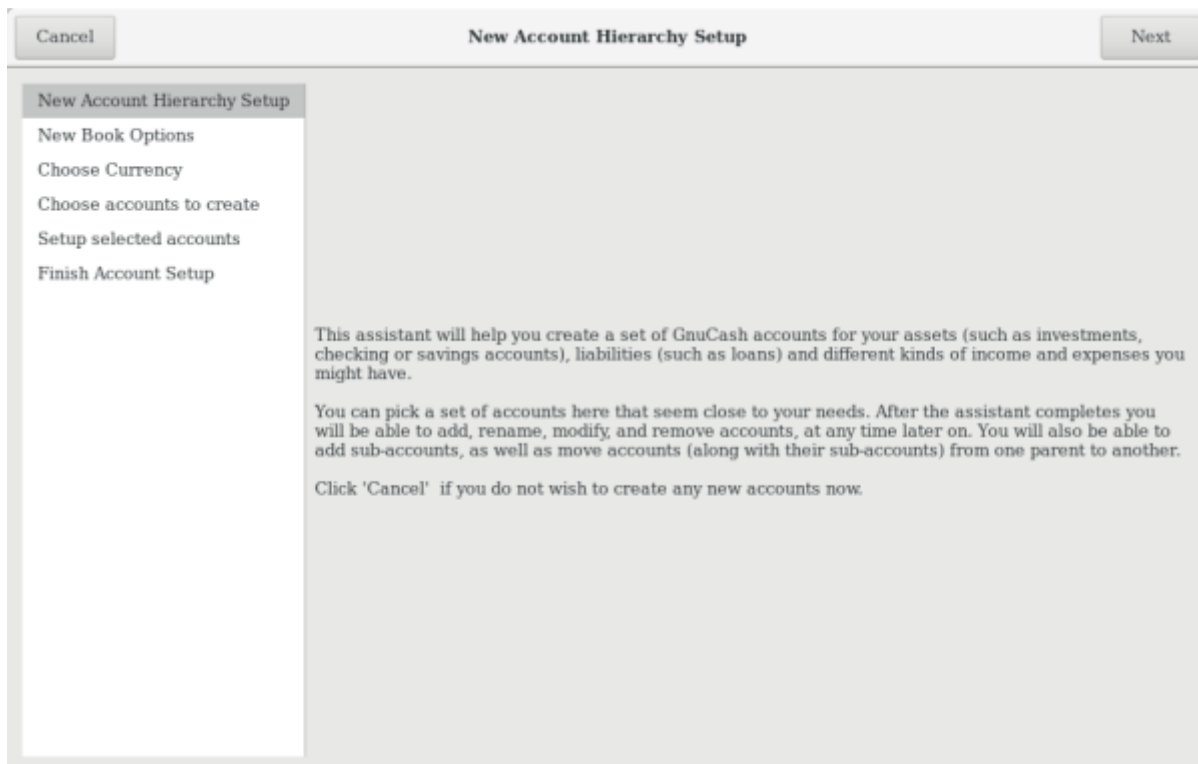 Cancel
New Account Hierarchy Setup
Next
New Account Hierarchy Setup
New Book Options
Choose Currency
Choose accounts to create
Setup selected accounts
Finish Account Setup
This assistant will help you create a set of GnuCash accounts for your assets (such as investments,
checking or savings accounts), liabilities (such as loans) and different kinds of income and expenses you
might have.
You can pick a set of accounts here that seem close to your needs. After the assistant completes you
will be able to add, rename, modify, and remove accounts, at any time later on. You will also be able to
add sub-accounts, as well as move accounts (along with their sub-accounts) from one parent to another.
Click 'Cancel'  if you do not wish to create any new accounts now.